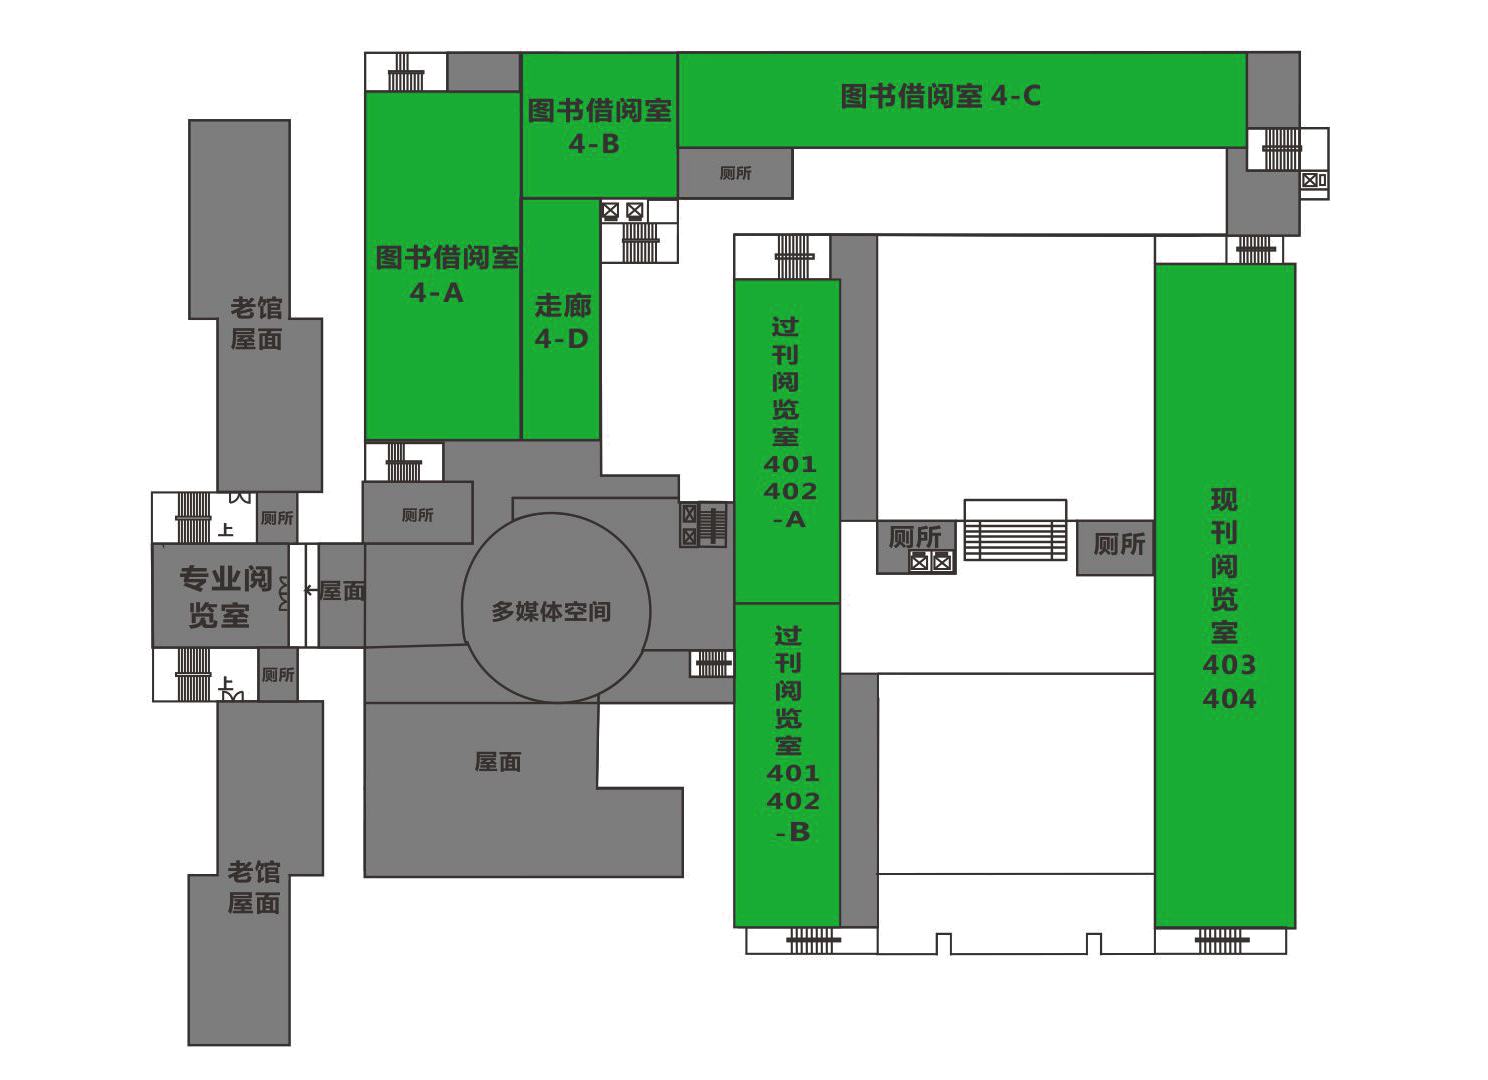 图书借阅室 4-C
图书借阅室
4-B
厕所
图书借阅室
4-A
走廊
4-D
老馆
屋面
过
刊
阅
览
室
401
402
-A
现
刊
阅
览
室
403
404
厕所
厕所
上
厕所
厕所
专业阅
览室
屋面
多媒体空间
过
刊
阅
览
室
401
402
-B
上
厕所
屋面
老馆
屋面